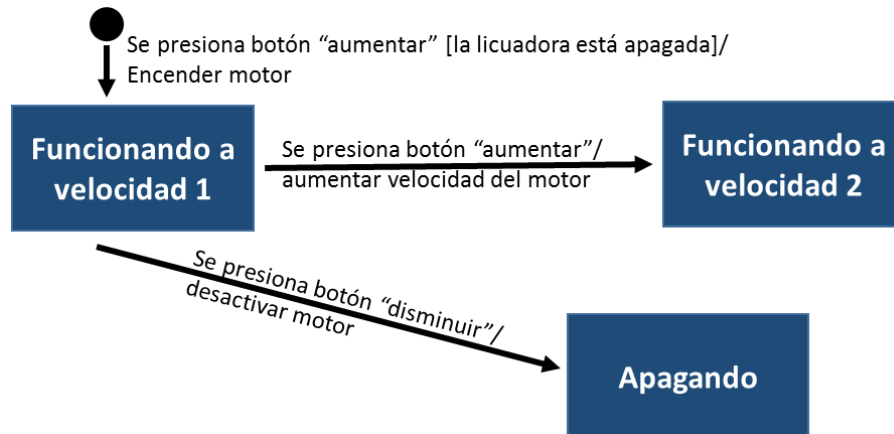 Se presiona botón “aumentar” [la licuadora está apagada]/
Encender motor
Funcionando a
velocidad 1
Se presiona botón “aumentar”/
aumentar velocidad del motor
Funcionando a
velocidad 2
Se presiona botón “disminuir”/
desactivar motor
Apagando